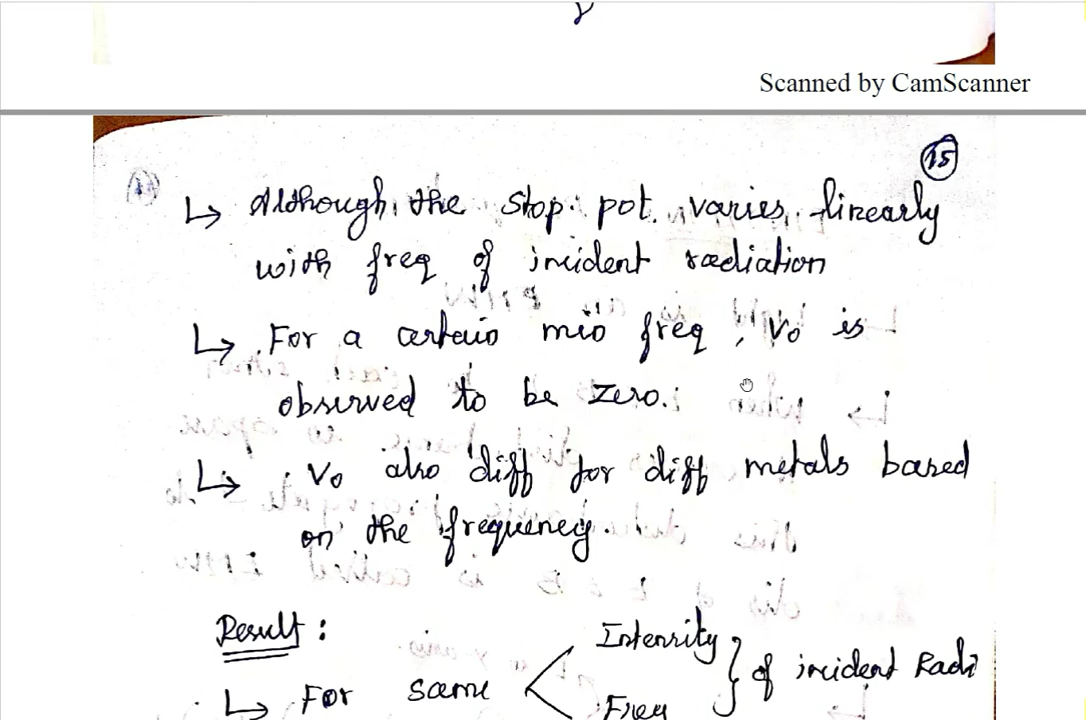 Scanned by CamScanner
15
↳ Although the stop. pot. varies linearly
with freq of incident radiation
↳ For a certain min freq, Vo is
observed to be zero.
↳ Vo also diff for diff metals based
on the frequency.
Result :
Intensity
↳ For same < } of incident Radi
Freq